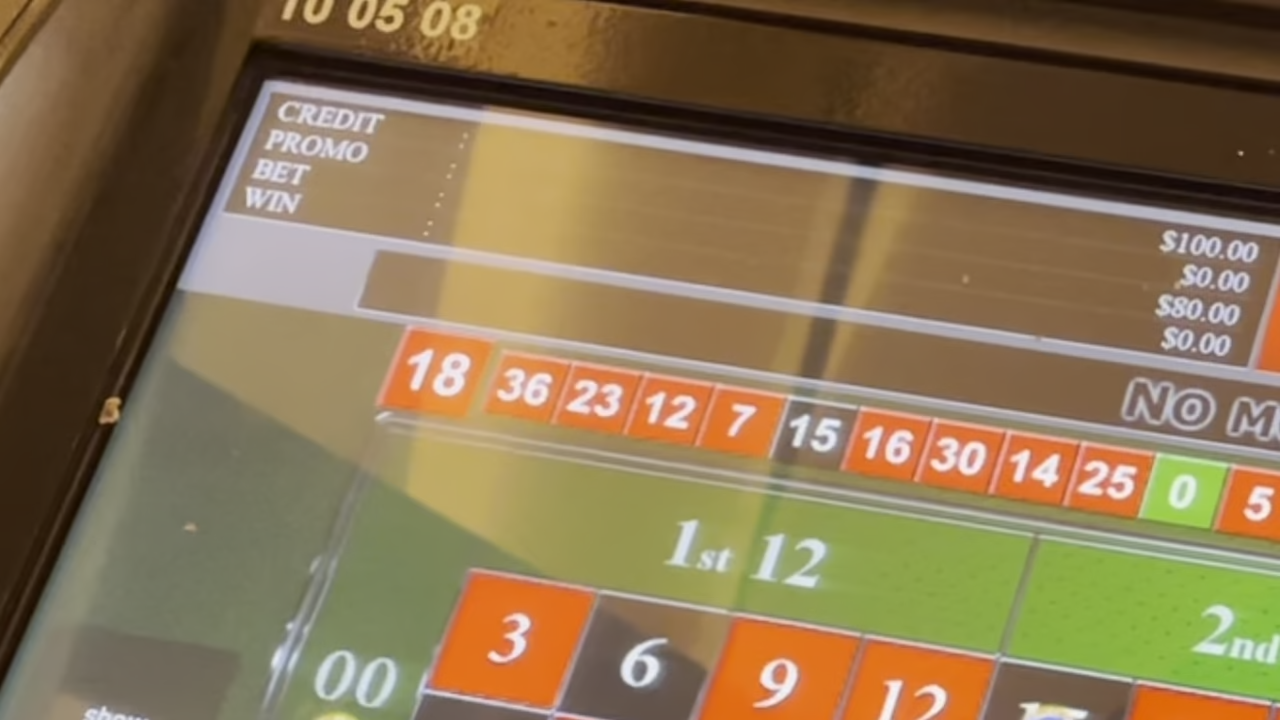 10 05 08
CREDIT : $100.00
PROMO : $0.00
BET : $80.00
WIN : $0.00
NO M
18 36 23 12 7 15 16 30 14 25 0 5
1st 12
2nd
3 6 9 12 15
00